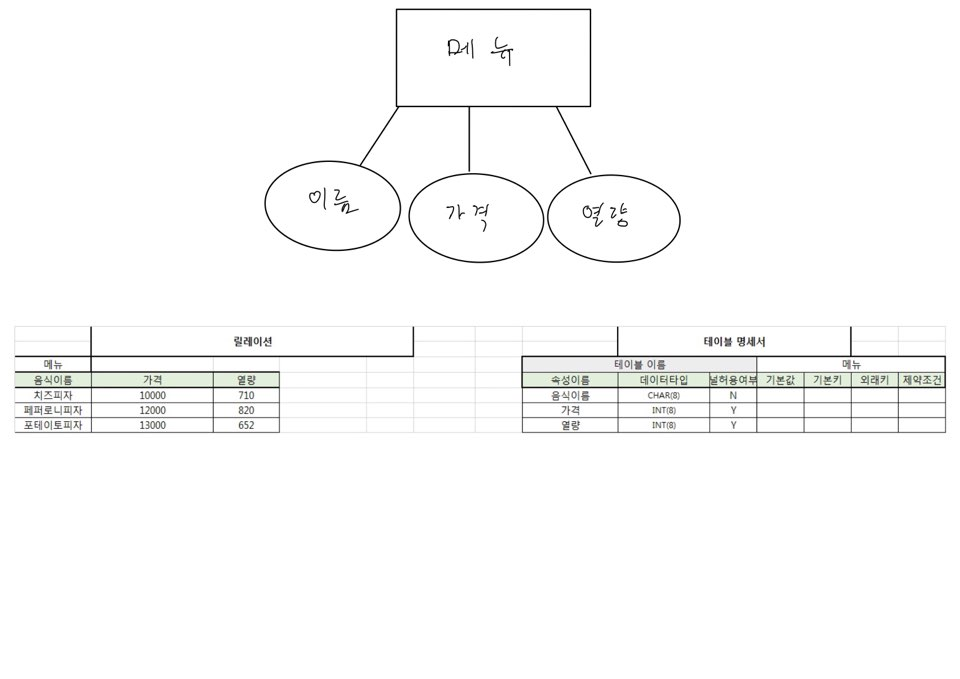 메뉴
이름 가격 열량
릴레이션
메뉴
음식이름 가격 열량
치즈피자 10000 710
페퍼로니피자 12000 820
포테이토피자 13000 652
테이블 명세서
테이블 이름 메뉴
속성이름 데이터타입 널허용여부 기본값 기본키 외래키 제약조건
음식이름 CHAR(8) N
가격 INT(8) Y
열량 INT(8) Y